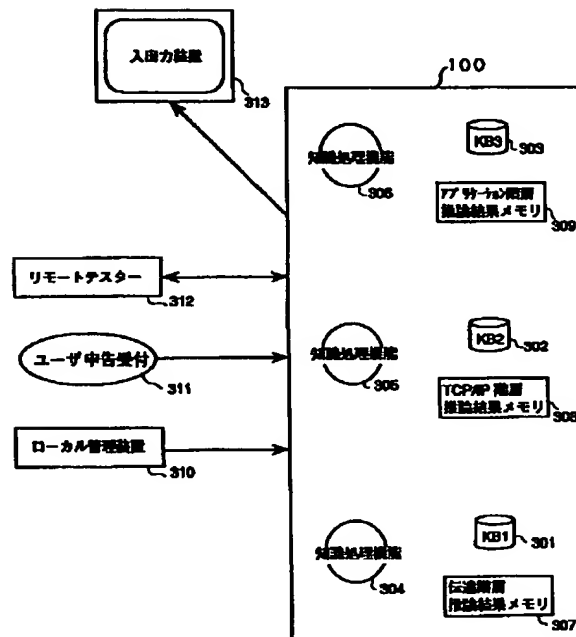 入出力装置
313
100
知識処理機能
306
KB3
303
アプリケーション階層
推論結果メモリ
309
リモートテスター
312
ユーザ申告受付
311
ローカル管理装置
310
知識処理機能
305
KB2
302
TCP/IP 階層
推論結果メモリ
308
知識処理機能
304
KB1
301
伝達階層
推論結果メモリ
307